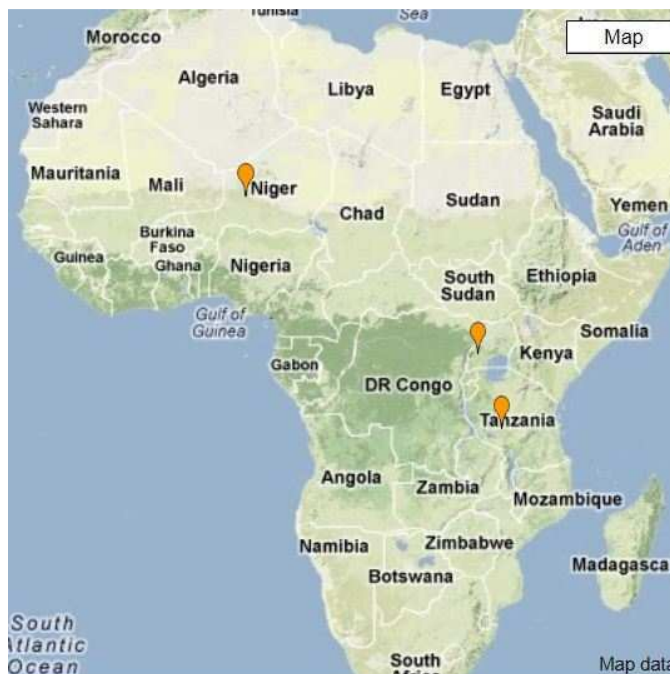 Tunisia
Sea
Morocco
Map
Algeria
Libya
Egypt
Western
Sahara
Saudi
Arabia
Mauritania
Mali
Niger
Chad
Sudan
Yemen
Gulf of
Aden
Burkina
Faso
Guinea
Ghana
Nigeria
South
Sudan
Ethiopia
Gulf of
Guinea
Somalia
Kenya
Gabon
DR Congo
Tanzania
Angola
Zambia
Mozambique
Namibia
Zimbabwe
Madagasca
Botswana
South
Atlantic
Ocean
South
Map data